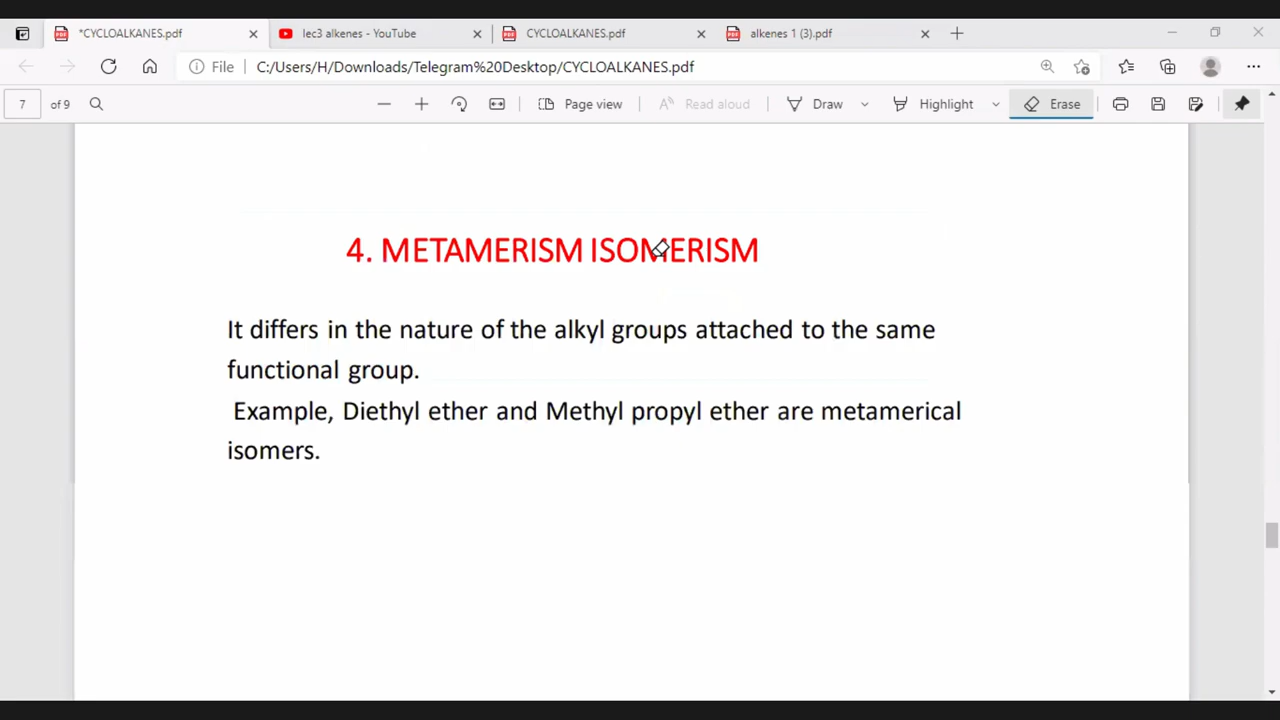 *CYCLOALKANES.pdf
lec3 alkenes - YouTube
CYCLOALKANES.pdf
alkenes 1 (3).pdf
File
C:/Users/H/Downloads/Telegram%20Desktop/CYCLOALKANES.pdf
7 of 9
Page view
Read aloud
Draw
Highlight
Erase
4. METAMERISM ISOMERISM
It differs in the nature of the alkyl groups attached to the same
functional group.
Example, Diethyl ether and Methyl propyl ether are metamerical
isomers.